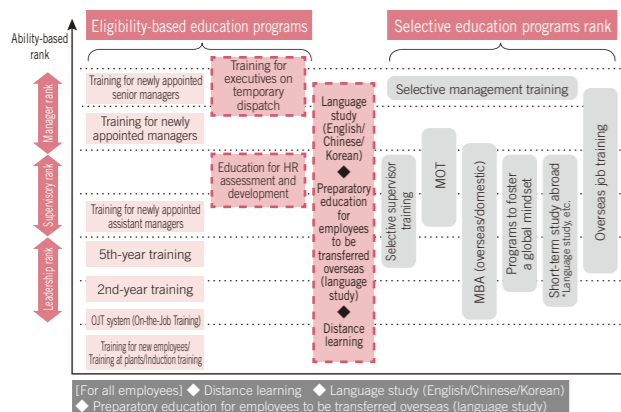 Ability-based
rank
Eligibility-based education programs
Selective education programs rank
Manager rank
Supervisory rank
Leadership rank
Training for newly appointed
senior managers
Training for
executives on
temporary
dispatch
Training for newly
appointed managers
Education for HR
assessment and
development
Training for newly appointed
assistant managers
5th-year training
2nd-year training
OJT system (On-the-Job Training)
Training for new employees/
Training at plants/Induction training
Language
study
(English/
Chinese/
Korean)
◆
Preparatory
education
for
employees
to be
transferred
overseas
(language
study)
◆
Distance
learning
Selective management training
Selective supervisor
training
MOT
MBA (overseas/domestic)
Programs to foster
a global mindset
Short-term study abroad
*Language study, etc.
Overseas job training
[For all employees] ◆ Distance learning ◆ Language study (English/Chinese/Korean)
◆ Preparatory education for employees to be transferred overseas (language study)